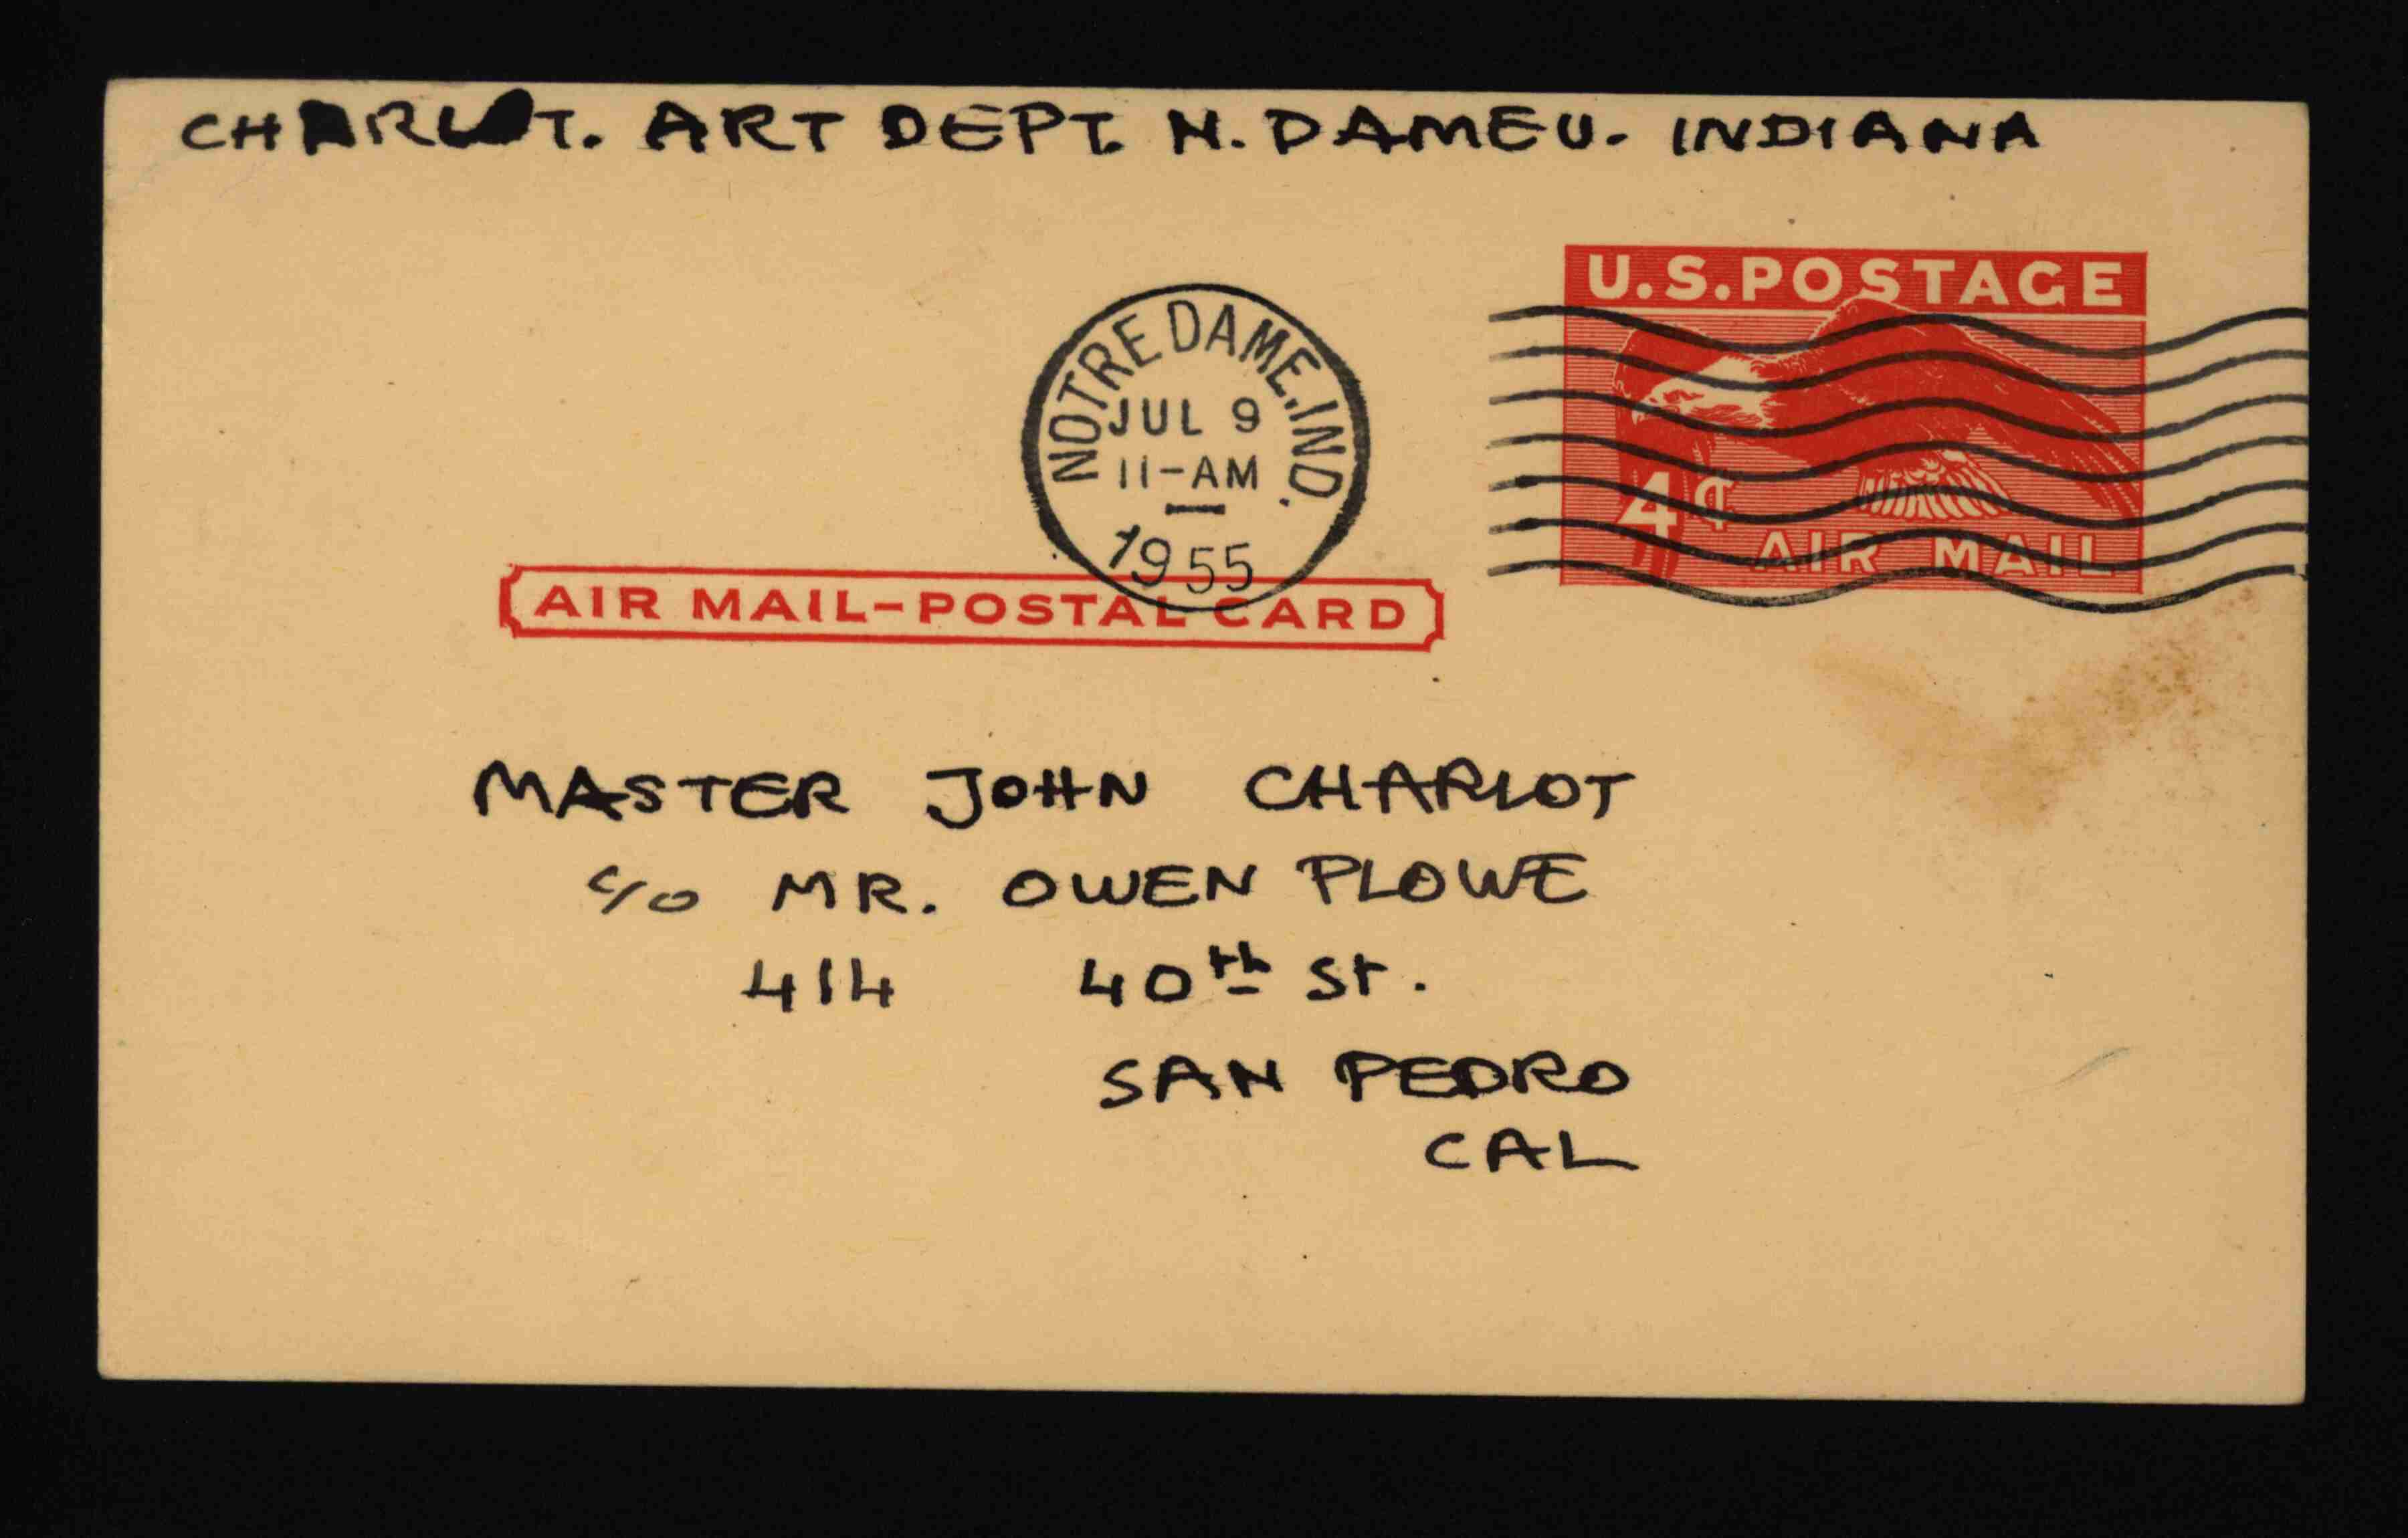 CHARLOT. ART DEPT. N. DAME U. INDIANA
U.S. POSTAGE
NOTRE DAME, IND.
JUL 9
11-AM
1955
4¢ AIR MAIL
AIR MAIL-POSTAL CARD
MASTER JOHN CHARLOT
c/o MR. OWEN PLOWE
414 40th St.
SAN PEDRO
CAL